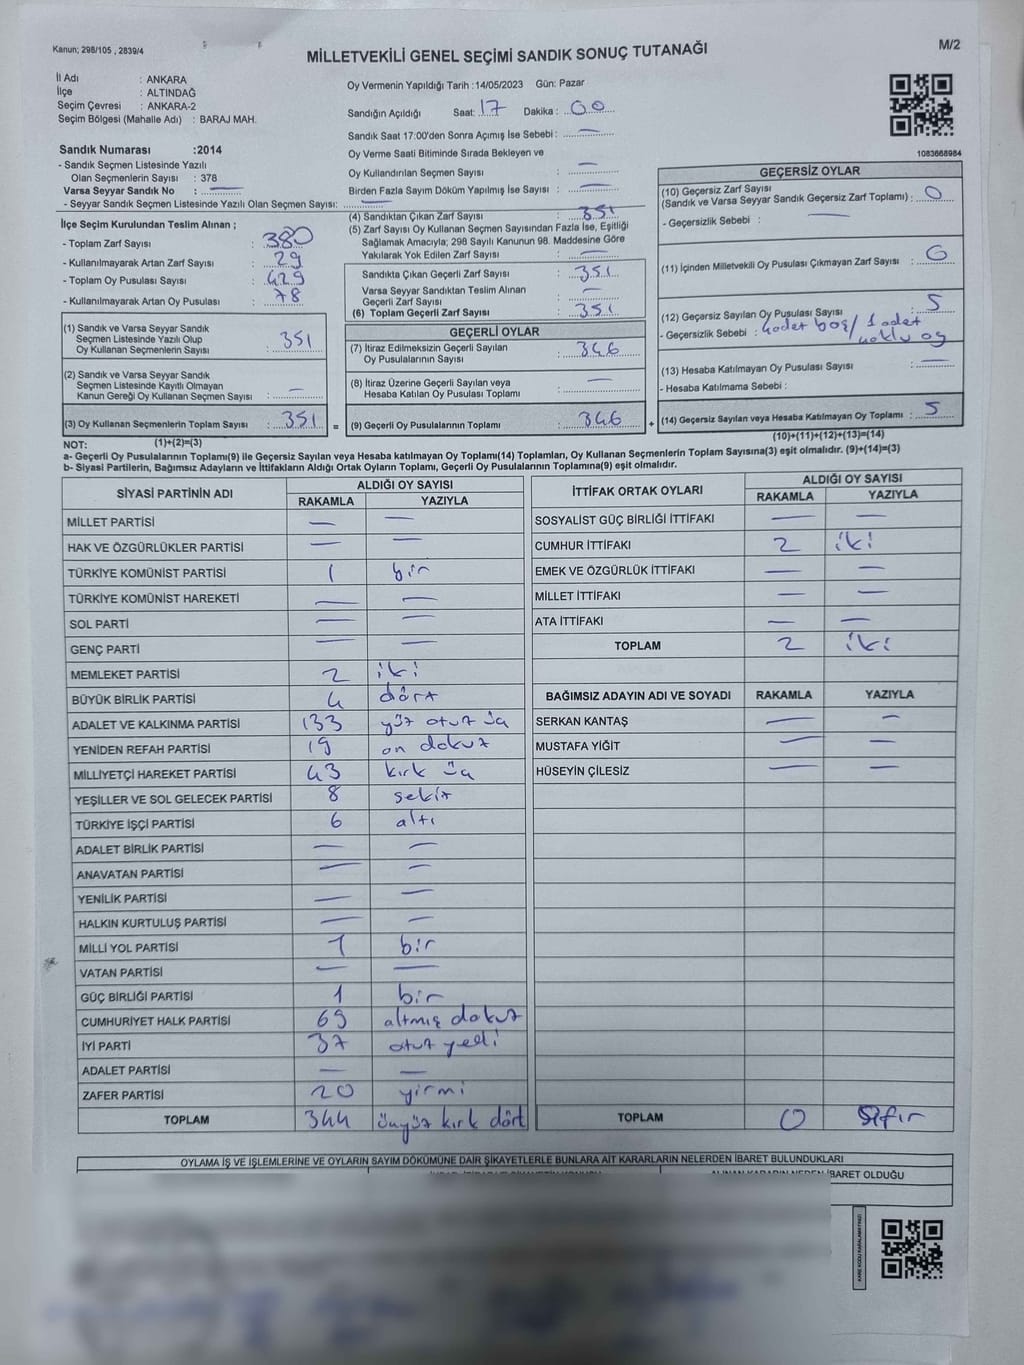 Kanun; 298/105 , 2839/4
MİLLETVEKİLİ GENEL SEÇİMİ SANDIK SONUÇ TUTANAĞI
M/2
İl Adı : ANKARA
İlçe : ALTINDAĞ
Seçim Çevresi : ANKARA-2
Seçim Bölgesi (Mahalle Adı) : BARAJ MAH.
Oy Vermenin Yapıldığı Tarih :14/05/2023 Gün: Pazar
Sandığın Açıldığı Saat: 17 Dakika : 00
Sandık Saat 17:00'den Sonra Açımış İse Sebebi : —
Oy Verme Saati Bitiminde Sırada Bekleyen ve
Oy Kullandırılan Seçmen Sayısı : —
Birden Fazla Sayım Döküm Yapılmış İse Sayısı : —
1083668984
Sandık Numarası :2014
- Sandık Seçmen Listesinde Yazılı
Olan Seçmenlerin Sayısı : 378
Varsa Seyyar Sandık No : —
- Seyyar Sandık Seçmen Listesinde Yazılı Olan Seçmen Sayısı: —
İlçe Seçim Kurulundan Teslim Alınan ;
- Toplam Zarf Sayısı : 380
- Kullanılmayarak Artan Zarf Sayısı : 29
- Toplam Oy Pusulası Sayısı : 429
- Kullanılmayarak Artan Oy Pusulası : 78
(1) Sandık ve Varsa Seyyar Sandık
Seçmen Listesinde Yazılı Olup
Oy Kullanan Seçmenlerin Sayısı : 351
(2) Sandık ve Varsa Seyyar Sandık
Seçmen Listesinde Kayıtlı Olmayan
Kanun Gereği Oy Kullanan Seçmen Sayısı : —
(3) Oy Kullanan Seçmenlerin Toplam Sayısı : 351 =
(4) Sandıktan Çıkan Zarf Sayısı : 351
(5) Zarf Sayısı Oy Kullanan Seçmen Sayısından Fazla İse, Eşitliği
Sağlamak Amacıyla; 298 Sayılı Kanunun 98. Maddesine Göre
Yakılarak Yok Edilen Zarf Sayısı : —
Sandıkta Çıkan Geçerli Zarf Sayısı : 351
Varsa Seyyar Sandıktan Teslim Alınan
Geçerli Zarf Sayısı : —
(6) Toplam Geçerli Zarf Sayısı : 351
GEÇERLİ OYLAR
(7) İtiraz Edilmeksizin Geçerli Sayılan
Oy Pusulalarının Sayısı : 346
(8) İtiraz Üzerine Geçerli Sayılan veya
Hesaba Katılan Oy Pusulası Toplamı : —
(9) Geçerli Oy Pusulalarının Toplamı : 346 +
GEÇERSİZ OYLAR
(10) Geçersiz Zarf Sayısı
(Sandık ve Varsa Seyyar Sandık Geçersiz Zarf Toplamı) : 0
- Geçersizlik Sebebi : —
(11) İçinden Milletvekili Oy Pusulası Çıkmayan Zarf Sayısı :
(12) Geçersiz Sayılan Oy Pusulası Sayısı : 5
- Geçersizlik Sebebi : 4 adet boş / 1 adet
oy
(13) Hesaba Katılmayan Oy Pusulası Sayısı : —
- Hesaba Katılmama Sebebi :
(14) Geçersiz Sayılan veya Hesaba Katılmayan Oy Toplamı : 5
NOT: (1)+(2)=(3) (10)+(11)+(12)+(13)=(14)
a- Geçerli Oy Pusulalarının Toplamı(9) ile Geçersiz Sayılan veya Hesaba katılmayan Oy Toplamı(14) Toplamları, Oy Kullanan Seçmenlerin Toplam Sayısına(3) eşit olmalıdır. (9)+(14)=(3)
b- Siyasi Partilerin, Bağımsız Adayların ve İttifakların Aldığı Ortak Oyların Toplamı, Geçerli Oy Pusulalarının Toplamına(9) eşit olmalıdır.
SİYASİ PARTİNİN ADI ALDIĞI OY SAYISI
RAKAMLA YAZIYLA
MİLLET PARTİSİ — —
HAK VE ÖZGÜRLÜKLER PARTİSİ — —
TÜRKİYE KOMÜNİST PARTİSİ 1 bir
TÜRKİYE KOMÜNİST HAREKETİ — —
SOL PARTİ — —
GENÇ PARTİ — —
MEMLEKET PARTİSİ 2 iki
BÜYÜK BİRLİK PARTİSİ 4 dört
ADALET VE KALKINMA PARTİSİ 133 yüz otuz üç
YENİDEN REFAH PARTİSİ 19 on dokuz
MİLLİYETÇİ HAREKET PARTİSİ 43 kırk üç
YEŞİLLER VE SOL GELECEK PARTİSİ 8 sekiz
TÜRKİYE İŞÇİ PARTİSİ 6 altı
ADALET BİRLİK PARTİSİ — —
ANAVATAN PARTİSİ — —
YENİLİK PARTİSİ — —
HALKIN KURTULUŞ PARTİSİ — —
MİLLİ YOL PARTİSİ 1 bir
VATAN PARTİSİ — —
GÜÇ BİRLİĞİ PARTİSİ 1 bir
CUMHURİYET HALK PARTİSİ 69 altmış dokuz
İYİ PARTİ 37 otuz yedi
ADALET PARTİSİ — —
ZAFER PARTİSİ 20 yirmi
TOPLAM 344 üçyüz kırk dört
İTTİFAK ORTAK OYLARI ALDIĞI OY SAYISI
RAKAMLA YAZIYLA
SOSYALİST GÜÇ BİRLİĞİ İTTİFAKI — —
CUMHUR İTTİFAKI 2 iki
EMEK VE ÖZGÜRLÜK İTTİFAKI — —
MİLLET İTTİFAKI — —
ATA İTTİFAKI — —
TOPLAM 2 iki
BAĞIMSIZ ADAYIN ADI VE SOYADI RAKAMLA YAZIYLA
SERKAN KANTAŞ — —
MUSTAFA YİĞİT — —
HÜSEYİN ÇİLESİZ — —
TOPLAM 0 sıfır
OYLAMA İŞ VE İŞLEMLERİNE VE OYLARIN SAYIM DÖKÜMÜNE DAİR ŞİKAYETLERLE BUNLARA AİT KARARLARIN NELERDEN İBARET BULUNDUKLARI
ALINAN KARARIN NEDEN İBARET OLDUĞU